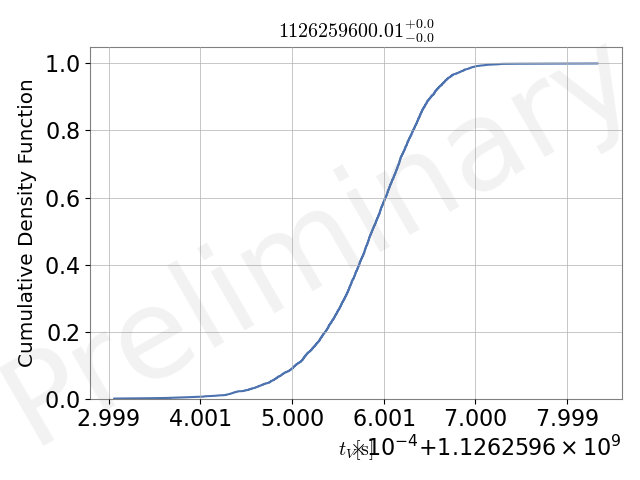 1126259600.01^{+0.0}_{-0.0}
Cumulative Density Function
1.0
0.8
0.6
0.4
0.2
0.0
2.999 4.001 5.000 6.001 7.000 7.999
t_V[s]
×10⁻⁴+1.1262596 × 10⁹
Preliminary